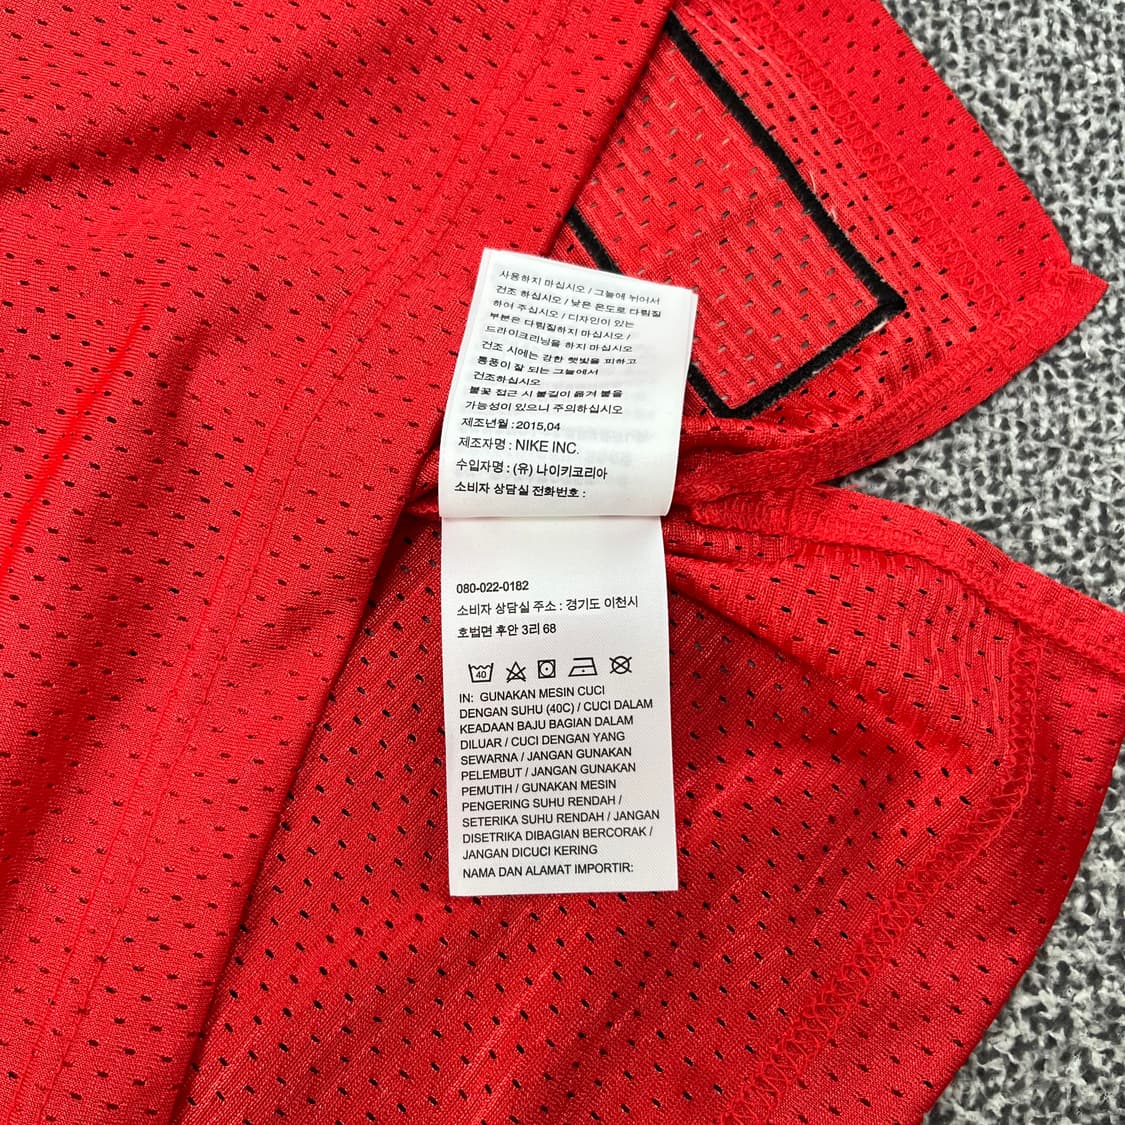 사용하지 마십시오 / 그늘에 뉘어서
건조 하십시오 / 낮은 온도로 다림질
하여 주십시오 / 디자인이 있는
부분은 다림질하지 마십시오 /
드라이크리닝을 하지 마십시오
건조 시에는 강한 햇빛을 피하고
통풍이 잘 되는 그늘에서
건조하십시오
불꽃 접근 시 불길이 옮겨 붙을
가능성이 있으니 주의하십시오
제조년월 : 2015,04
제조자명 : NIKE INC.
수입자명 : (유) 나이키코리아
소비자 상담실 전화번호 :
080-022-0182
소비자 상담실 주소 : 경기도 이천시
호법면 후안 3리 68
40
IN: GUNAKAN MESIN CUCI
DENGAN SUHU (40C) / CUCI DALAM
KEADAAN BAJU BAGIAN DALAM
DILUAR / CUCI DENGAN YANG
SEWARNA / JANGAN GUNAKAN
PELEMBUT / JANGAN GUNAKAN
PEMUTIH / GUNAKAN MESIN
PENGERING SUHU RENDAH /
SETERIKA SUHU RENDAH / JANGAN
DISETRIKA DIBAGIAN BERCORAK /
JANGAN DICUCI KERING
NAMA DAN ALAMAT IMPORTIR: